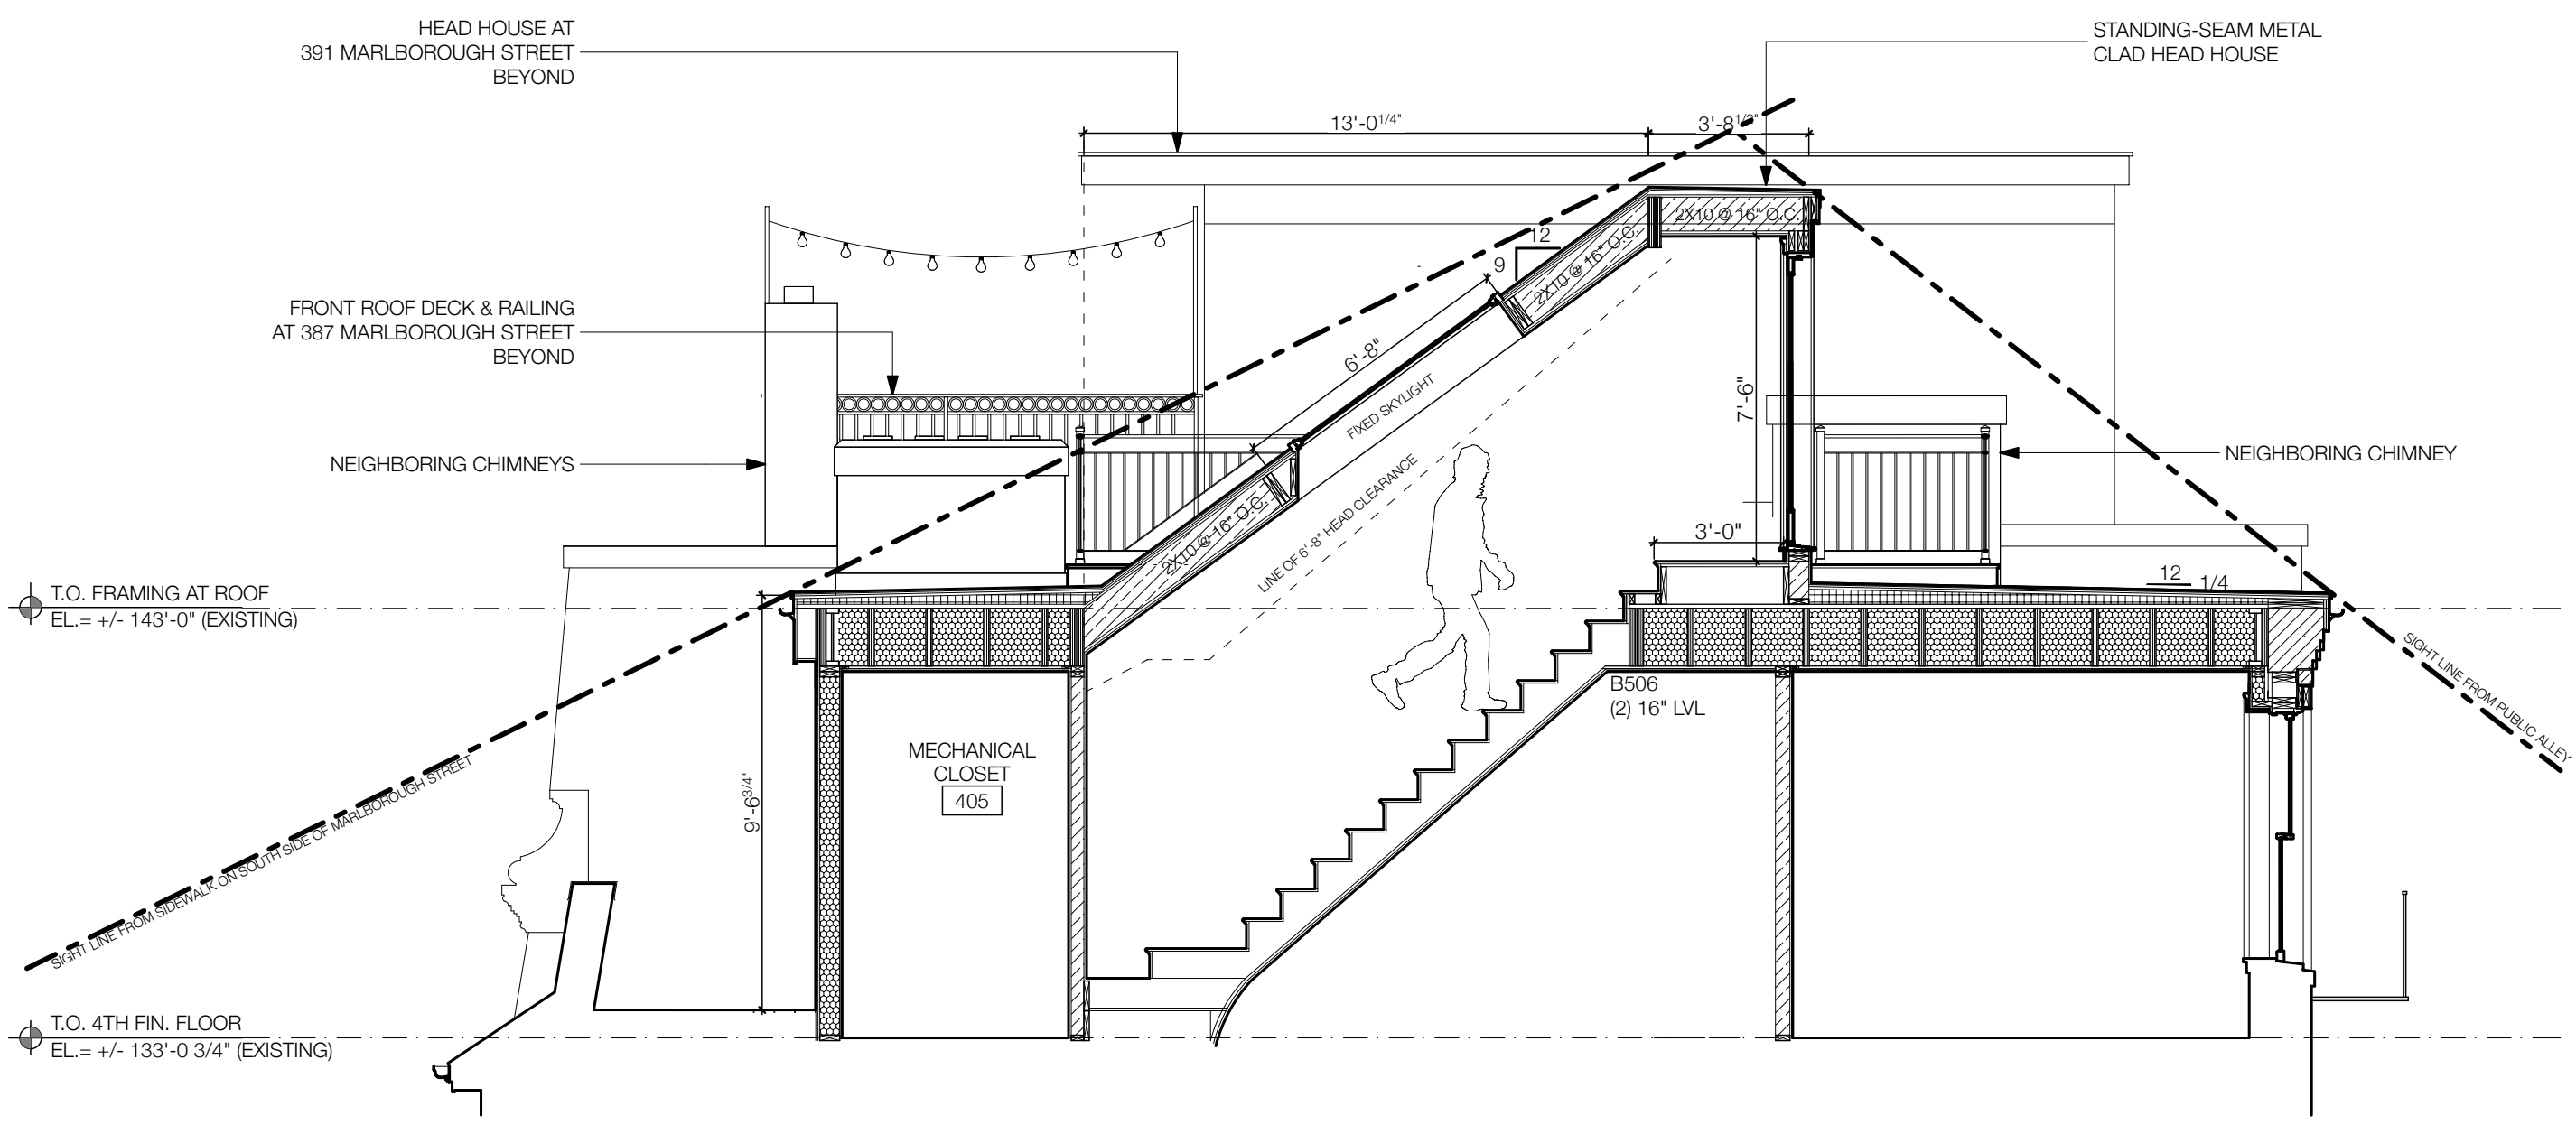 HEAD HOUSE AT
391 MARLBOROUGH STREET
BEYOND
STANDING-SEAM METAL
CLAD HEAD HOUSE
13'-0 1/4"
3'-8 1/2"
2X10 @ 16" O.C.
12
9
2X10 @ 16" O.C.
FRONT ROOF DECK & RAILING
AT 387 MARLBOROUGH STREET
BEYOND
6'-8"
FIXED SKYLIGHT
7'-6"
NEIGHBORING CHIMNEYS
NEIGHBORING CHIMNEY
LINE OF 6'-8" HEAD CLEARANCE
2X10 @ 16" O.C.
3'-0"
12
1/4
T.O. FRAMING AT ROOF
EL.= +/- 143'-0" (EXISTING)
SIGHT LINE FROM PUBLIC ALLEY
B506
(2) 16" LVL
MECHANICAL
CLOSET
405
9'-6 3/4"
SIGHT LINE FROM SIDEWALK ON SOUTH SIDE OF MARLBOROUGH STREET
T.O. 4TH FIN. FLOOR
EL.= +/- 133'-0 3/4" (EXISTING)